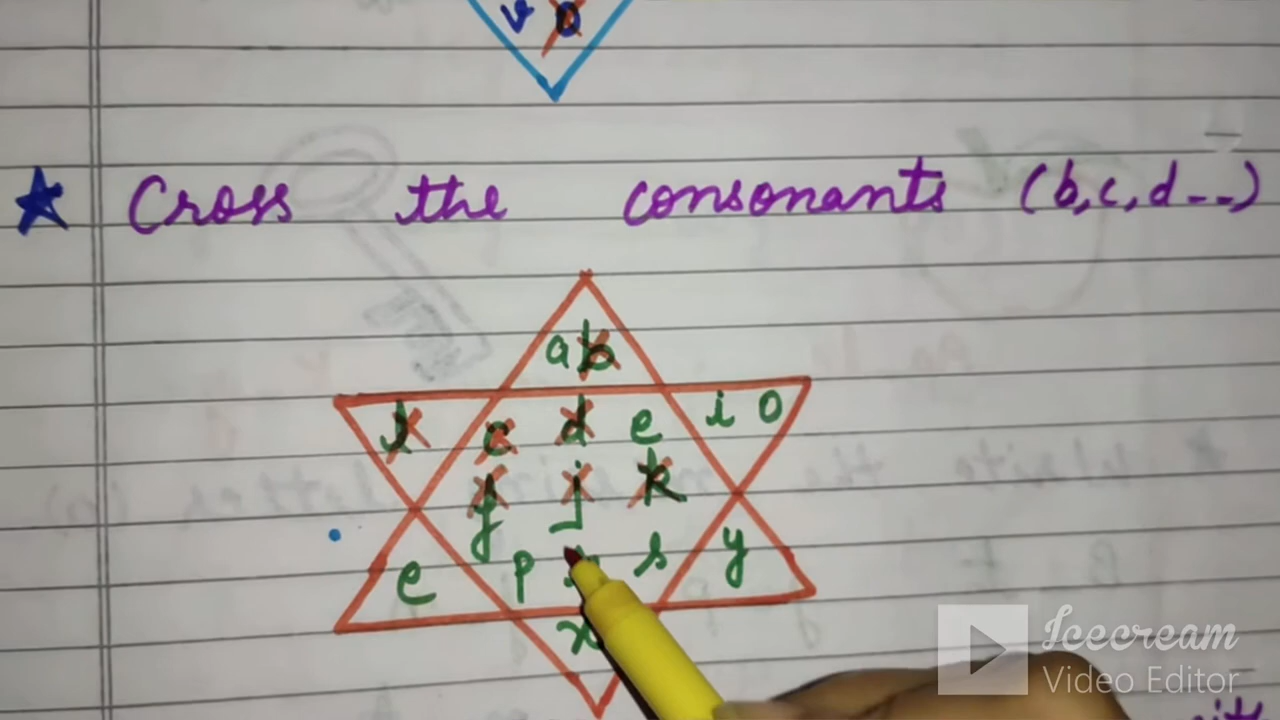 v o
Cross the consonants (b,c,d--)
a b
l c d e i o
f j k
e p s y
x
Icecream
Video Editor